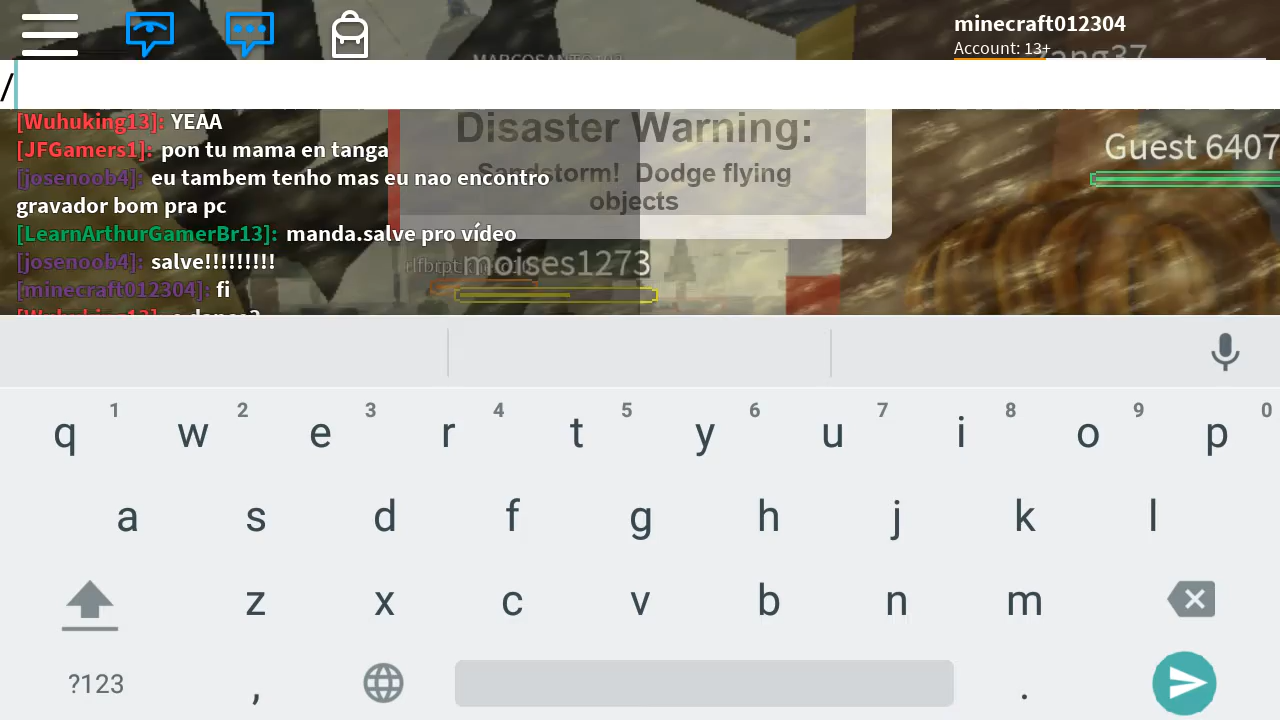 minecraft012304
Account: 13+
/
[Wuhuking13]: YEAA
[JFGamers1]: pon tu mama en tanga
[josenoob4]: eu tambem tenho mas eu nao encontro
gravador bom pra pc
[LearnArthurGamerBr13]: manda.salve pro vídeo
[josenoob4]: salve!!!!!!!!!
[minecraft012304]: fi
[Wuhuking13]:
Disaster Warning:
Sandstorm! Dodge flying
objects
Guest 6407
moises1273
1 2 3 4 5 6 7 8 9 0
q w e r t y u i o p
a s d f g h j k l
z x c v b n m
?123 , .